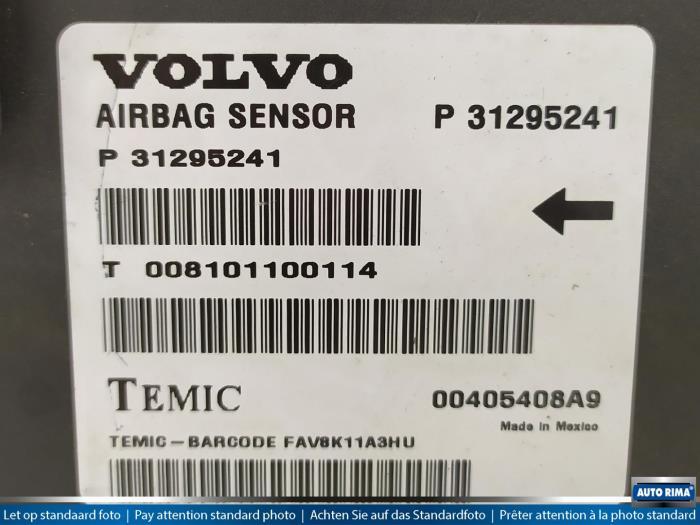 VOLVO
AIRBAG SENSOR P 31295241
P 31295241
T 008101100114
TEMIC 00405408A9
Made in Mexico
TEMIC-BARCODE FAV8K11A3HU
AUTO RIMA
Let op standaard foto | Pay attention standard photo | Achten Sie auf das Standardfoto | Prêter attention à la photo standard